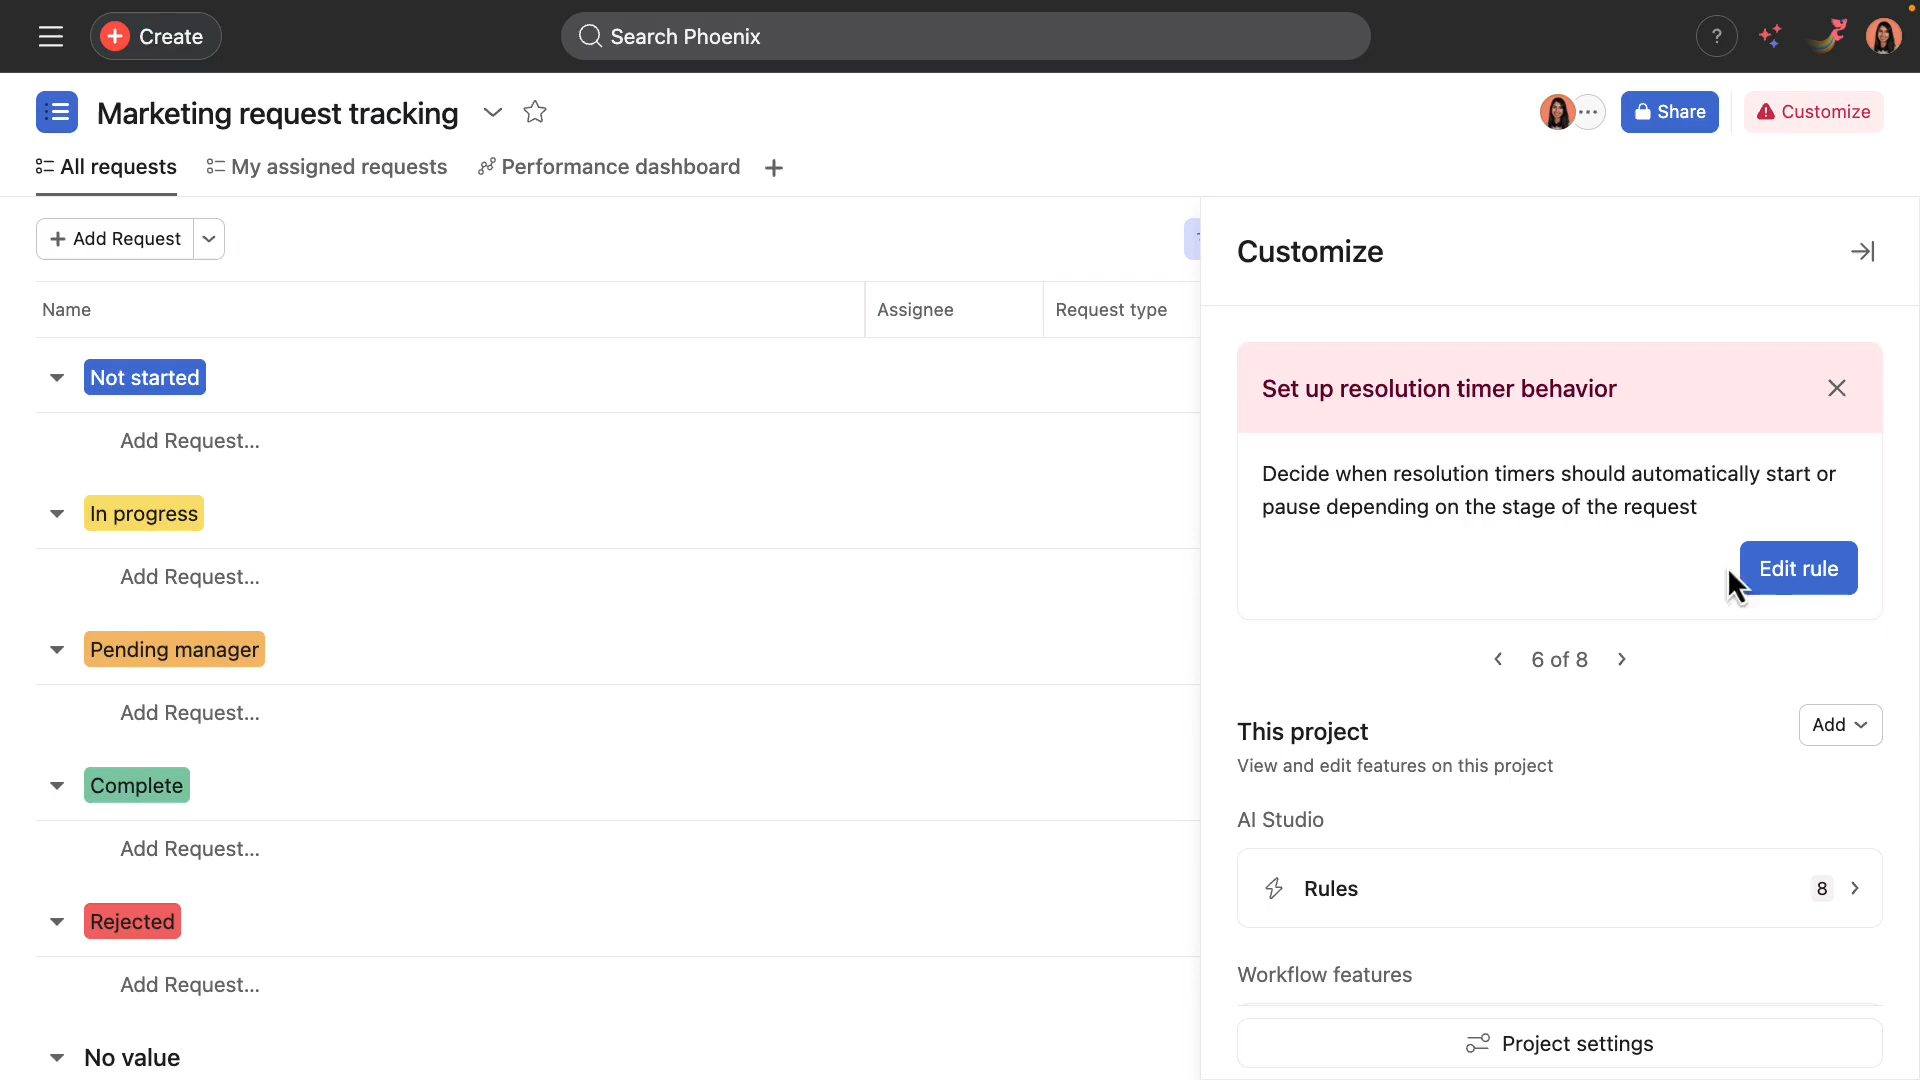 Create
Search Phoenix
?
Marketing request tracking
Share
Customize
All requests
My assigned requests
Performance dashboard
Add Request
Customize
Name
Assignee
Request type
Not started
Add Request...
In progress
Add Request...
Pending manager
Add Request...
Complete
Add Request...
Rejected
Add Request...
No value
Set up resolution timer behavior
Decide when resolution timers should automatically start or
pause depending on the stage of the request
Edit rule
6 of 8
This project
Add
View and edit features on this project
AI Studio
Rules
8
Workflow features
Project settings